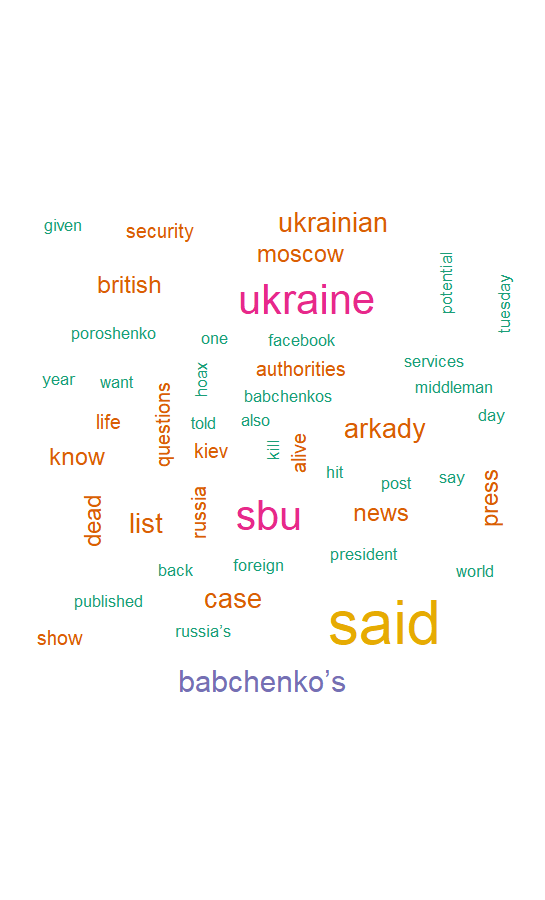 given
security
ukrainian
moscow
british
ukraine
potential
tuesday
poroshenko
one
facebook
authorities
services
year
want
hoax
middleman
questions
babchenkos
life
told
also
arkady
day
know
kiev
kill
alive
hit
post
say
press
dead
list
russia
sbu
news
president
back
foreign
world
published
case
said
show
russia’s
babchenko’s